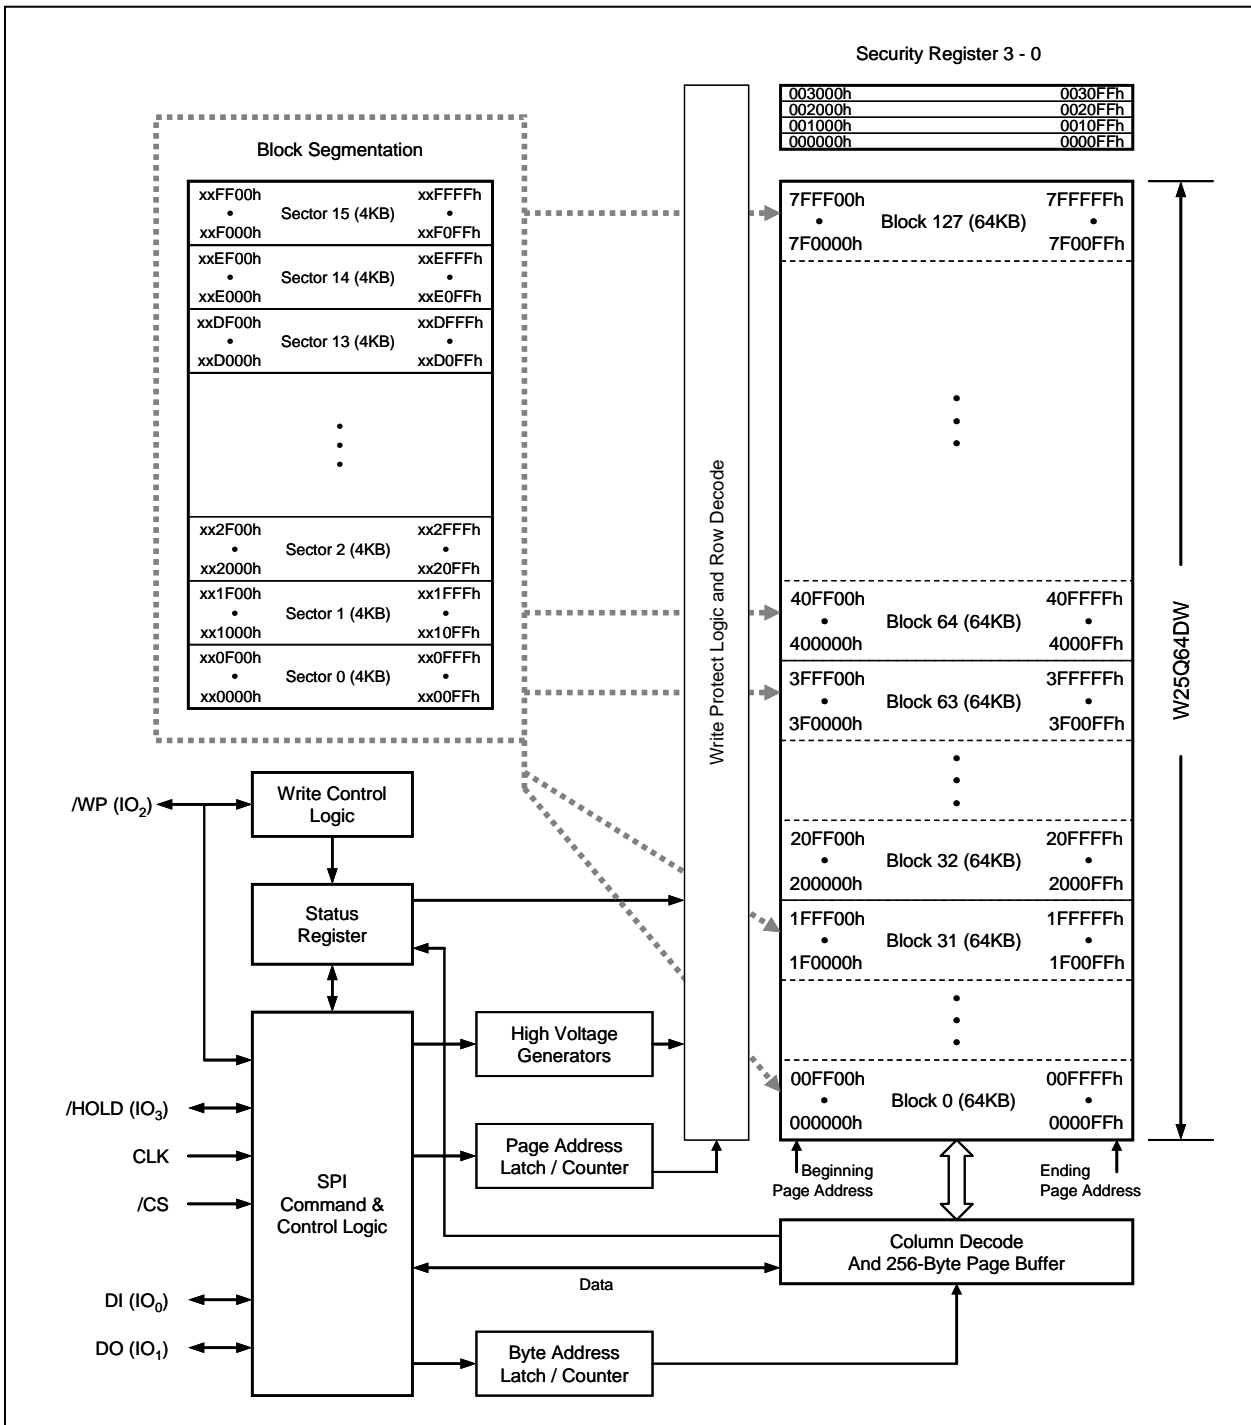 Security Register 3 - 0
003000h 0030FFh
002000h 0020FFh
001000h 0010FFh
000000h 0000FFh
Block Segmentation
xxFF00h xxFFFFh
• Sector 15 (4KB) •
xxF000h xxF0FFh
xxEF00h xxEFFFh
• Sector 14 (4KB) •
xxE000h xxE0FFh
xxDF00h xxDFFFh
• Sector 13 (4KB) •
xxD000h xxD0FFh
xx2F00h xx2FFFh
• Sector 2 (4KB) •
xx2000h xx20FFh
xx1F00h xx1FFFh
• Sector 1 (4KB) •
xx1000h xx10FFh
xx0F00h xx0FFFh
• Sector 0 (4KB) •
xx0000h xx00FFh
Write Protect Logic and Row Decode
7FFF00h 7FFFFFh
• Block 127 (64KB) •
7F0000h 7F00FFh
40FF00h 40FFFFh
• Block 64 (64KB) •
400000h 4000FFh
3FFF00h 3FFFFFh
• Block 63 (64KB) •
3F0000h 3F00FFh
20FF00h 20FFFFh
• Block 32 (64KB) •
200000h 2000FFh
1FFF00h 1FFFFFh
• Block 31 (64KB) •
1F0000h 1F00FFh
00FF00h 00FFFFh
• Block 0 (64KB) •
000000h 0000FFh
W25Q64DW
Beginning
Page Address
Ending
Page Address
/WP (IO2)
Write Control
Logic
Status
Register
High Voltage
Generators
/HOLD (IO3)
CLK
/CS
DI (IO0)
DO (IO1)
SPI
Command &
Control Logic
Page Address
Latch / Counter
Column Decode
And 256-Byte Page Buffer
Data
Byte Address
Latch / Counter